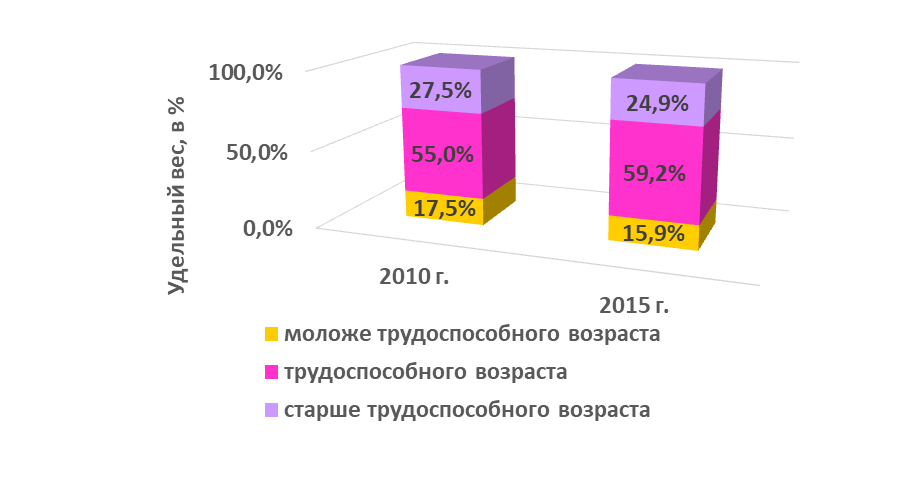 Удельный вес, в %
100,0%
50,0%
0,0%
27,5%
55,0%
17,5%
24,9%
59,2%
15,9%
2010 г.
2015 г.
моложе трудоспособного возраста
трудоспособного возраста
старше трудоспособного возраста